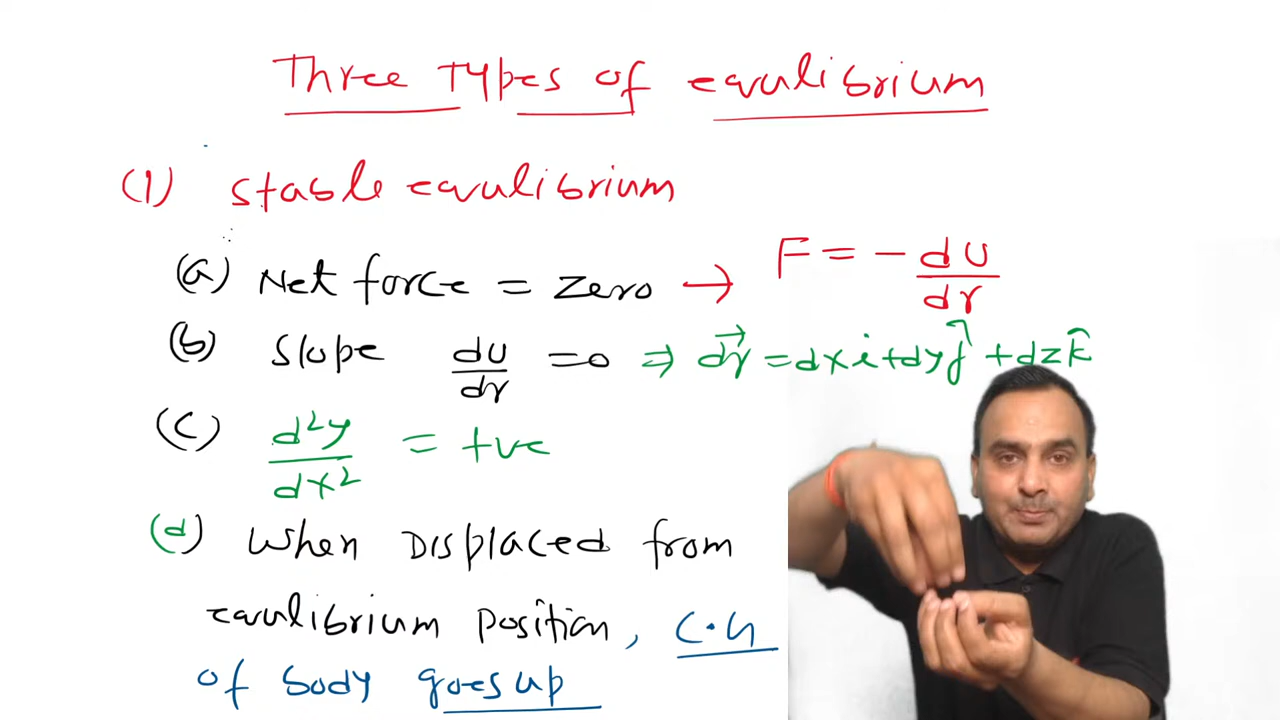 Three Types of equlibrium
(1) stable equlibrium
(a) Net force = zero → F = - dU/dr
(b) slope dU/dr = 0 ⇒ d\vec{r} = dx i + dy ĵ + dz k̂
(c) d²y/dx² = +ve
(d) When Displaced from
equlibrium position, C.G
of body goes up